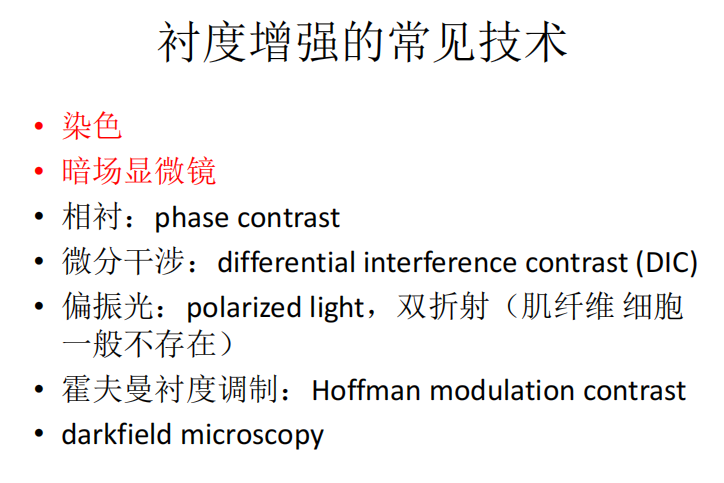 衬度增强的常见技术
• 染色
• 暗场显微镜
• 相衬：phase contrast
• 微分干涉：differential interference contrast (DIC)
• 偏振光：polarized light，双折射（肌纤维 细胞
一般不存在）
• 霍夫曼衬度调制：Hoffman modulation contrast
• darkfield microscopy